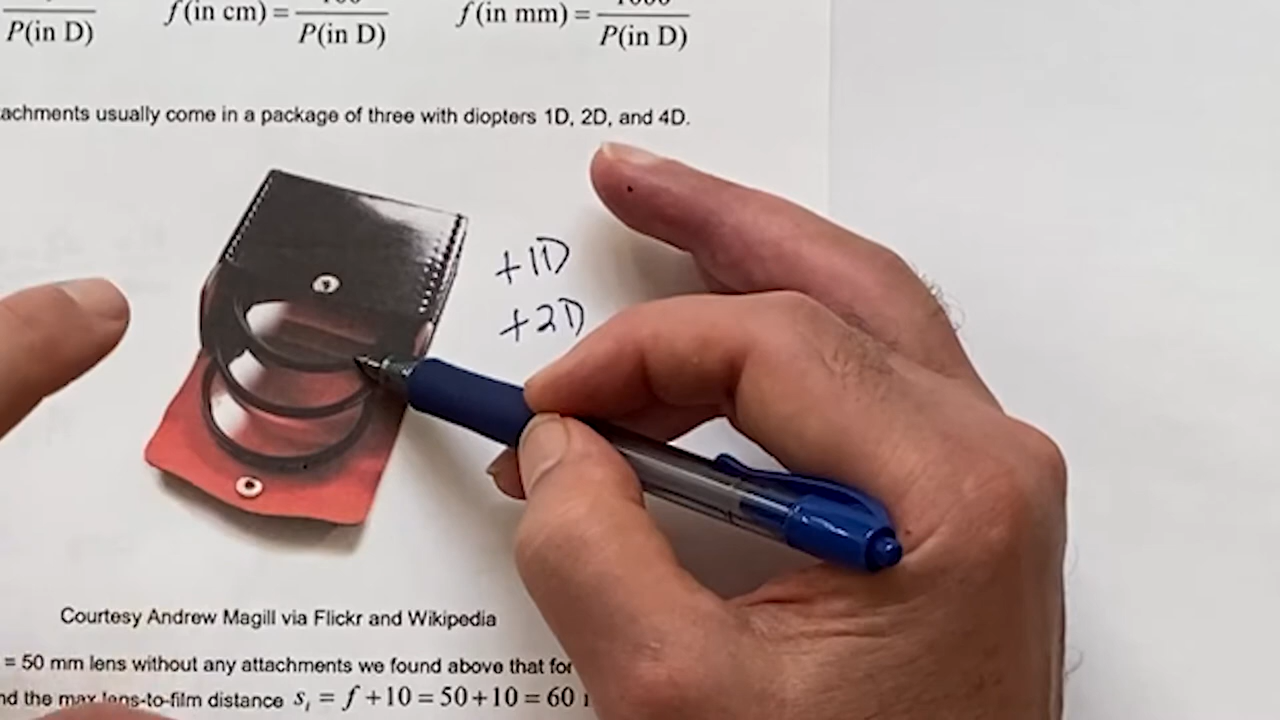 f(in cm) =
f(in mm) =
P(in D) P(in D) P(in D)
achments usually come in a package of three with diopters 1D, 2D, and 4D.
+1D
+2D
Courtesy Andrew Magill via Flickr and Wikipedia
= 50 mm lens without any attachments we found above that for
the max lens-to-film distance s_i = f + 10 = 50 + 10 = 60